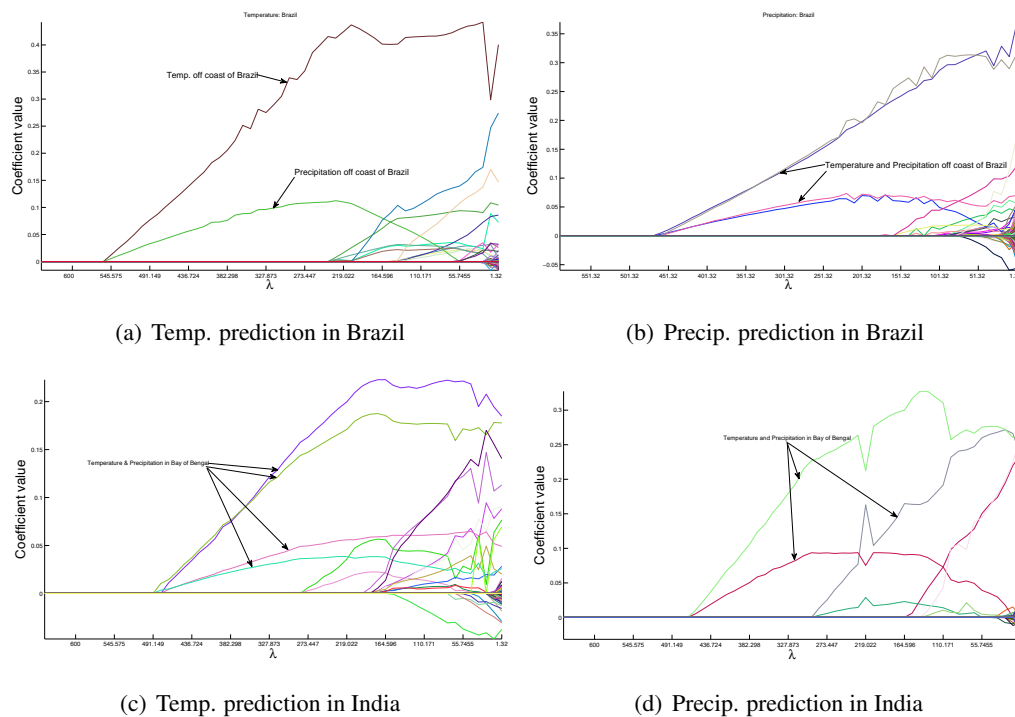 Temperature: Brazil
Coefficient value
0.4
0.35
0.3
0.25
0.2
0.15
0.1
0.05
0
Temp. off coast of Brazil
Precipitation off coast of Brazil
600 545.575 491.149 436.724 382.298 327.873 273.447 219.022 164.596 110.171 55.7455 1.32
λ
(a) Temp. prediction in Brazil
Precipitation: Brazil
Coefficient value
0.35
0.3
0.25
0.2
0.15
0.1
0.05
0
−0.05
Temperature and Precipitation off coast of Brazil
551.32 501.32 451.32 401.32 351.32 301.32 251.32 201.32 151.32 101.32 51.32 1.3
λ
(b) Precip. prediction in Brazil
Coefficient value
0.2
0.15
0.1
0.05
0
Temperature & Precipitation in Bay of Bengal
600 545.575 491.149 436.724 382.298 327.873 273.447 219.022 164.596 110.171 55.7455 1.32
λ
(c) Temp. prediction in India
Coefficient value
0.3
0.25
0.2
0.15
0.1
0.05
0
Temperature and Precipitation in Bay of Bengal
600 545.575 491.149 436.724 382.298 327.873 273.447 219.022 164.596 110.171 55.7455
λ
(d) Precip. prediction in India